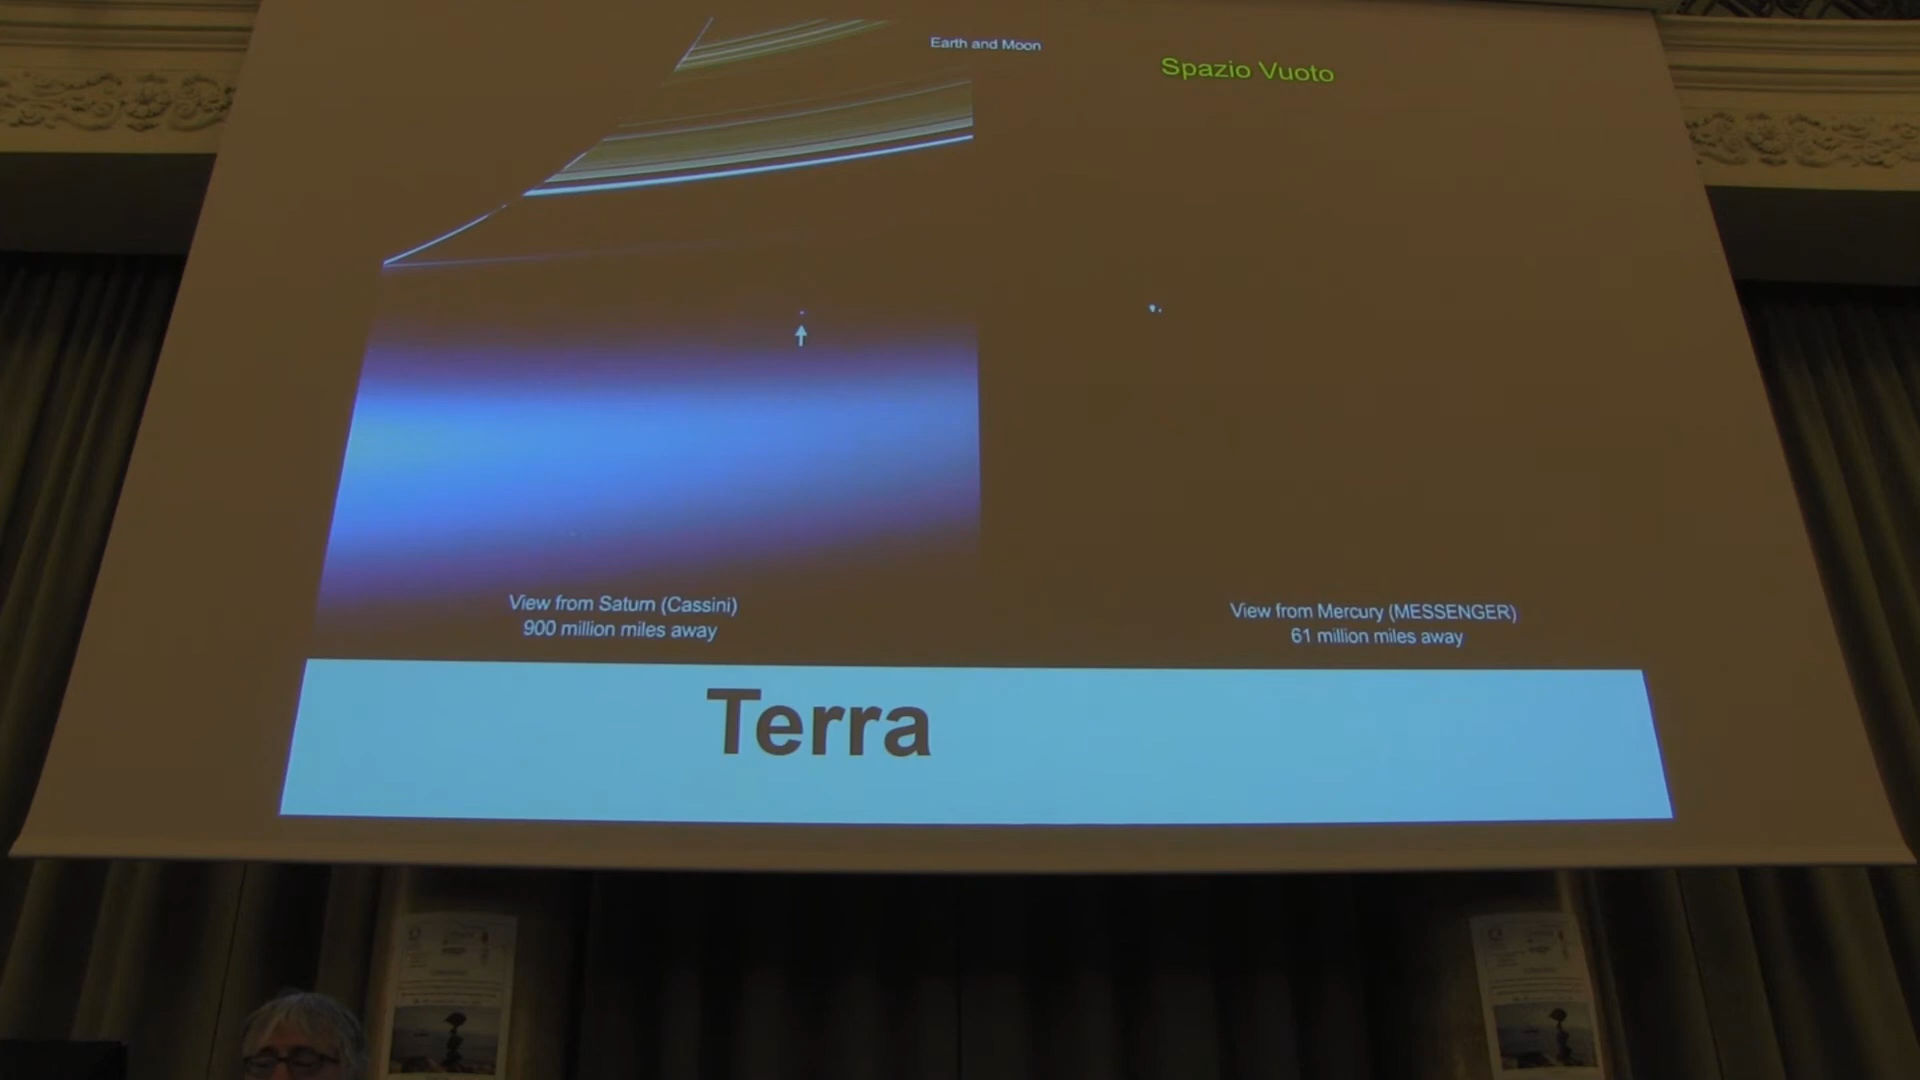 Earth and Moon
Spazio Vuoto
View from Saturn (Cassini)
900 million miles away
View from Mercury (MESSENGER)
61 million miles away
Terra